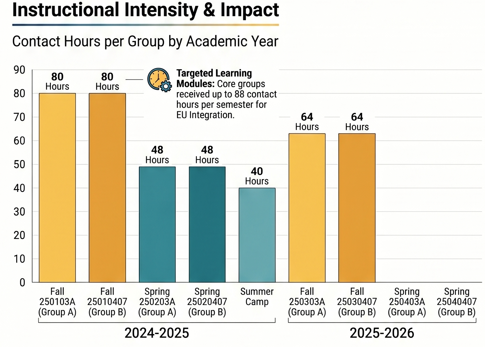 Instructional Intensity & Impact
Contact Hours per Group by Academic Year
90
80
70
60
50
40
30
20
10
0
80
Hours
80
Hours
Targeted Learning
Modules: Core groups
received up to 88 contact
hours per semester for
EU Integration.
48
Hours
48
Hours
40
Hours
64
Hours
64
Hours
Fall
250103A
(Group A)
Fall
25010407
(Group B)
Spring
250203A
(Group A)
Spring
25020407
(Group B)
Summer
Camp
Fall
250303A
(Group A)
Fall
25030407
(Group B)
Spring
250403A
(Group A)
Spring
25040407
(Group B)
2024-2025
2025-2026